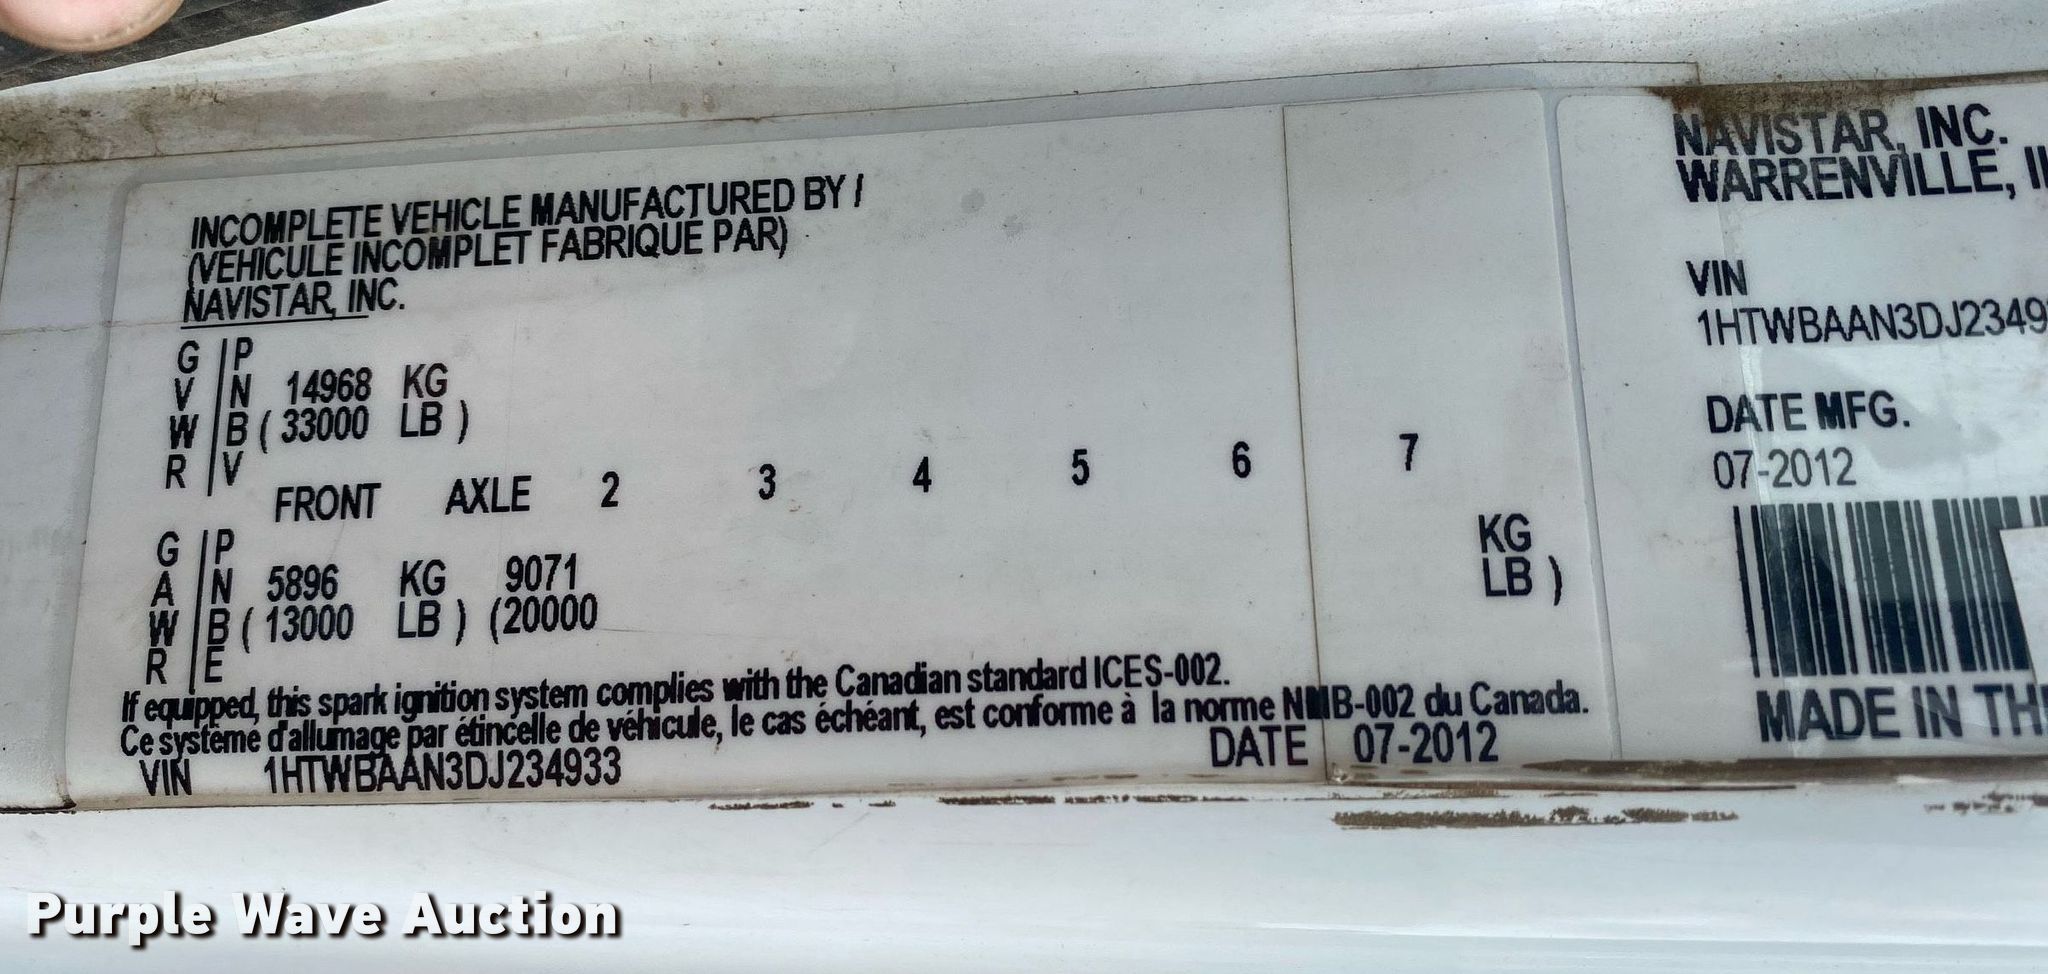 INCOMPLETE VEHICLE MANUFACTURED BY /
(VEHICULE INCOMPLET FABRIQUE PAR)
NAVISTAR, INC.
G | P
V | N 14968 KG
W | B ( 33000 LB )
R | V
FRONT AXLE 2 3 4 5 6 7
G | P
A | N 5896 KG 9071 KG
W | B ( 13000 LB ) (20000 LB )
R | E
If equipped, this spark ignition system complies with the Canadian standard ICES-002.
Ce système d'allumage par étincelle de véhicule, le cas échéant, est conforme à la norme NMB-002 du Canada.
VIN 1HTWBAAN3DJ234933 DATE 07-2012
NAVISTAR, INC.
WARRENVILLE,
VIN
1HTWBAAN3DJ2349
DATE MFG.
07-2012
MADE IN TH
Purple Wave Auction